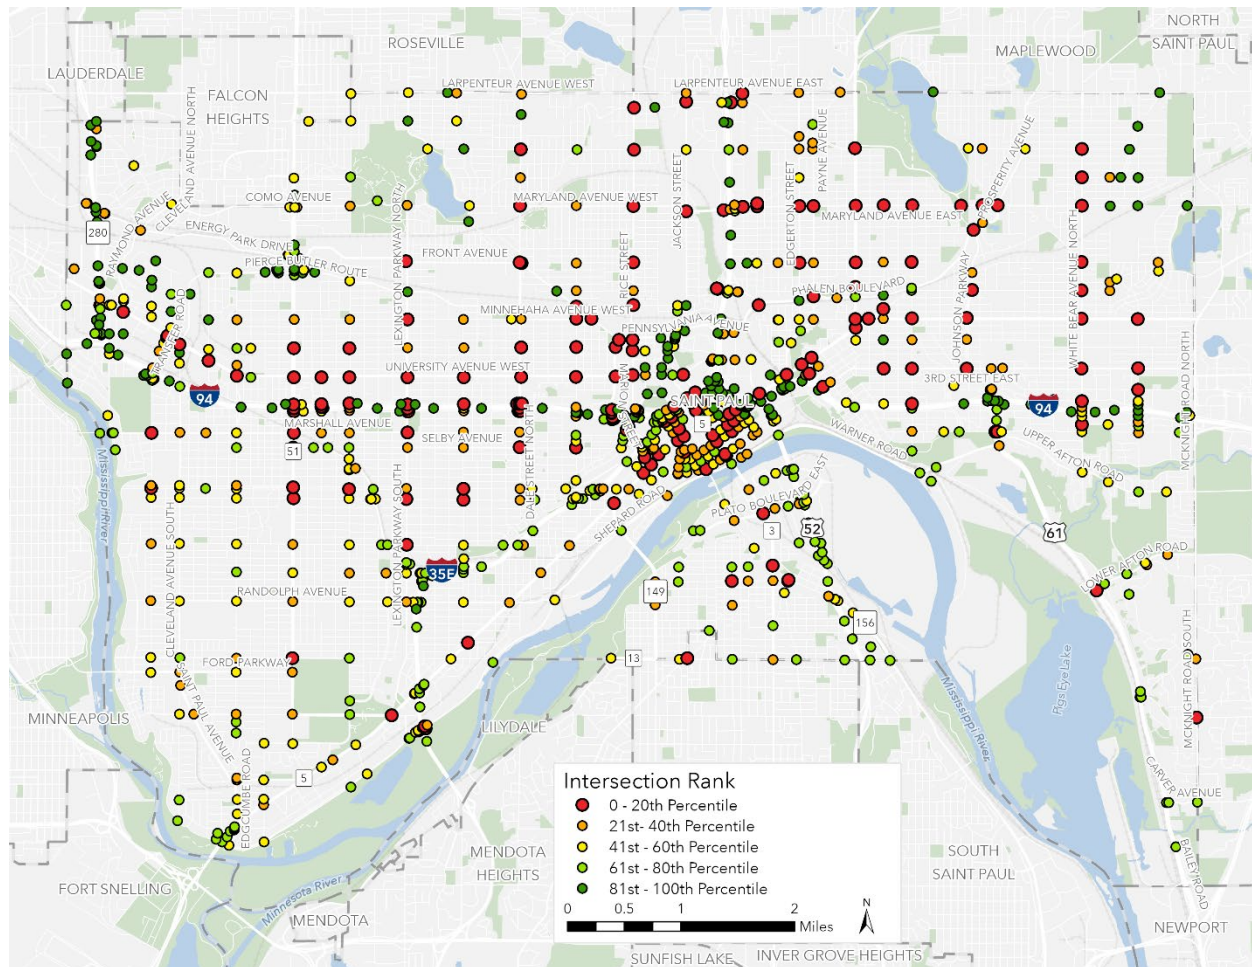 NORTH
SAINT PAUL
ROSEVILLE
MAPLEWOOD
LAUDERDALE
LARPENTEUR AVENUE WEST
LARPENTEUR AVENUE EAST
FALCON
HEIGHTS
CLEVELAND AVENUE NORTH
PAYNE AVENUE
EDGERTON STREET
JACKSON STREET
PROSPERITY AVENUE
COMO AVENUE
MARYLAND AVENUE WEST
MARYLAND AVENUE EAST
RAYMOND AVENUE
280
ENERGY PARK DRIVE
FRONT AVENUE
PIERCE BUTLER ROUTE
LEXINGTON PARKWAY NORTH
RICE STREET
WHITE BEAR AVENUE NORTH
JOHNSON PARKWAY
PHALEN BOULEVARD
TRANSFER ROAD
MINNEHAHA AVENUE WEST
PENNSYLVANIA AVENUE
UNIVERSITY AVENUE WEST
3RD STREET EAST
MCKNIGHT ROAD NORTH
94
MARION STREET
SAINT PAUL
94
MARSHALL AVENUE
5
SELBY AVENUE
51
DALE STREET NORTH
WARNER ROAD
UPPER AFTON ROAD
Mississippi River
SHEPARD ROAD
PLATO BOULEVARD EAST
CLEVELAND AVENUE SOUTH
LEXINGTON PARKWAY SOUTH
3
52
61
35E
LOWER AFTON ROAD
RANDOLPH AVENUE
149
156
FORD PARKWAY
13
SAINT PAUL AVENUE
MINNEAPOLIS
LILYDALE
Mississippi River
Pigs Eye Lake
MCKNIGHT ROAD SOUTH
5
EDGCUMBE ROAD
CARVER AVENUE
Intersection Rank
0 - 20th Percentile
21st- 40th Percentile
41st - 60th Percentile
61st - 80th Percentile
81st - 100th Percentile
0 0.5 1 2
Miles
N
MENDOTA
HEIGHTS
SOUTH
SAINT PAUL
BAILEY ROAD
FORT SNELLING
Minnesota River
MENDOTA
NEWPORT
SUNFISH LAKE
INVER GROVE HEIGHTS